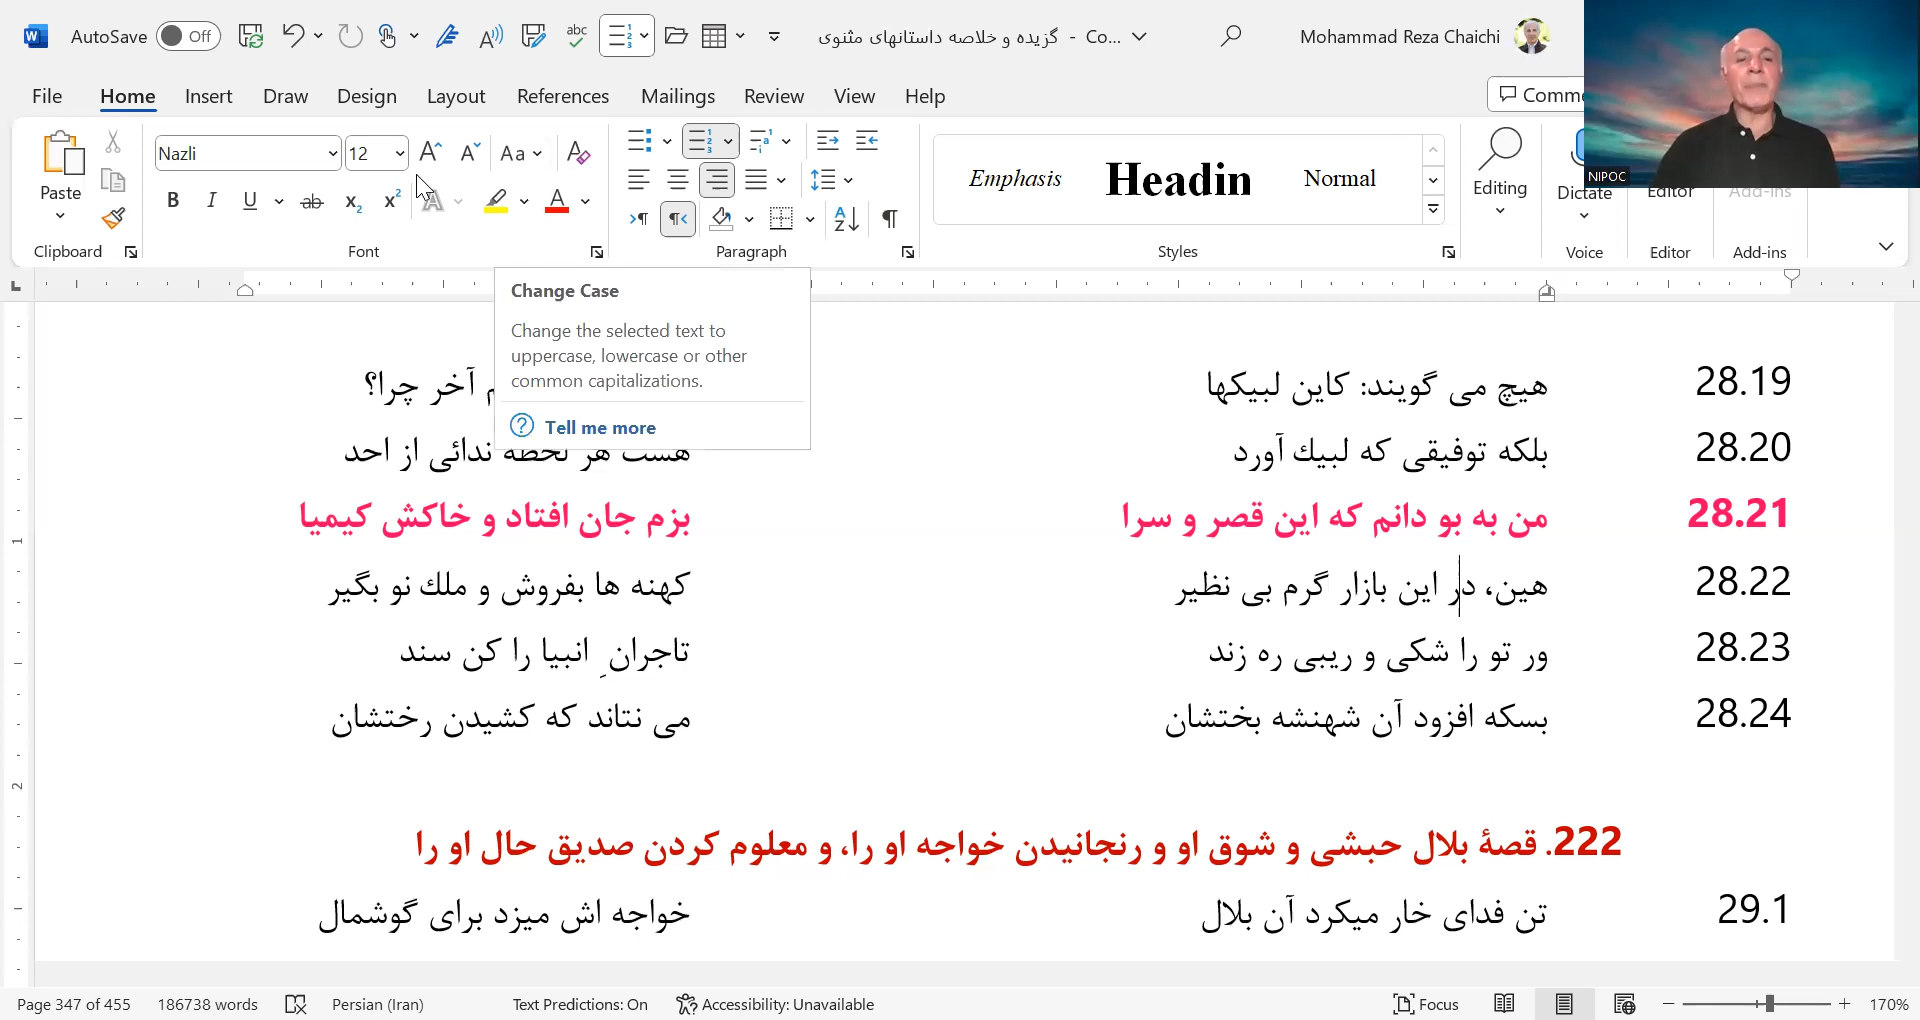 AutoSave Off abc گزیده و خلاصه داستانهای مثنوی - Co... Mohammad Reza Chaichi
File Home Insert Draw Design Layout References Mailings Review View Help Comme
NIPOC
Paste Nazli 12 Aa Emphasis Headin Normal Editing Dictate Editor Add-ins
B I U ab x₂ x² A A
Clipboard Font Paragraph Styles Voice Editor Add-ins
Change Case
Change the selected text to
uppercase, lowercase or other
common capitalizations.
Tell me more
28.19 هیچ می گویند: کاین لبیکها آخر چرا؟
28.20 بلکه توفیقی که لبیك آورد هست هر لحظه ندائی از احد
28.21 من به بو دانم که این قصر و سرا بزم جان افتاد و خاکش کیمیا
28.22 هین، در این بازار گرم بی نظیر کهنه ها بفروش و ملك نو بگیر
28.23 ور تو را شکی و ریبی ره زند تاجران ِ انبیا را کن سند
28.24 بسکه افزود آن شهنشه بختشان می نتاند که کشیدن رختشان
222. قصۀ بلال حبشی و شوق او و رنجانیدن خواجه او را، و معلوم کردن صدیق حال او را
29.1 تن فدای خار میکرد آن بلال خواجه اش میزد برای گوشمال
Page 347 of 455 186738 words Persian (Iran) Text Predictions: On Accessibility: Unavailable Focus 170%